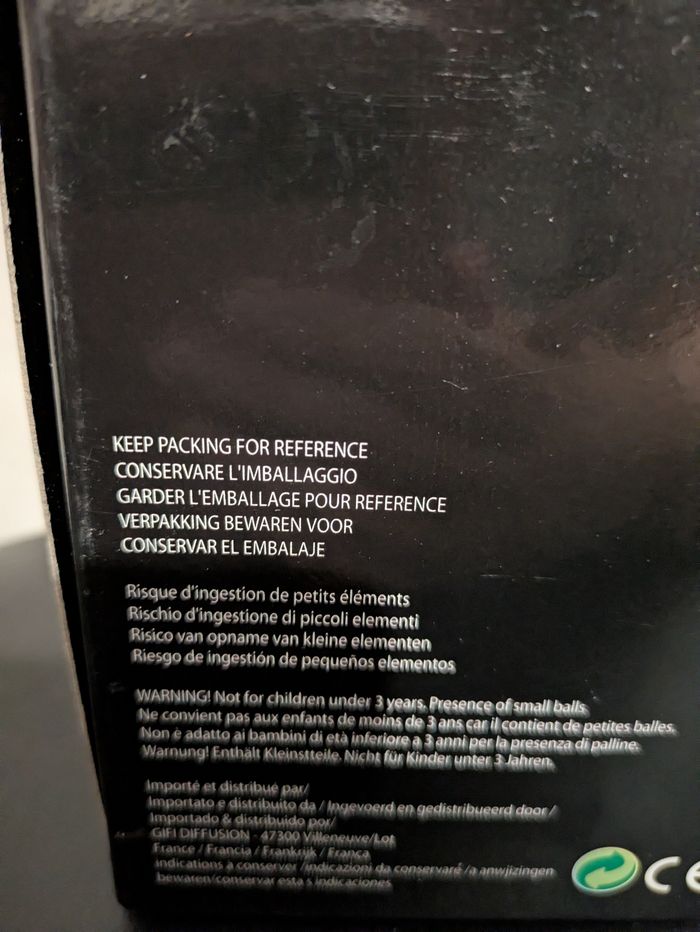 KEEP PACKING FOR REFERENCE
CONSERVARE L'IMBALLAGGIO
GARDER L'EMBALLAGE POUR REFERENCE
VERPAKKING BEWAREN VOOR
CONSERVAR EL EMBALAJE
Risque d'ingestion de petits éléments
Rischio d'ingestione di piccoli elementi
Risico van opname van kleine elementen
Riesgo de ingestión de pequeños elementos
WARNING! Not for children under 3 years. Presence of small balls
Ne convient pas aux enfants de moins de 3 ans car il contient de petites balles.
Non è adatto ai bambini di età inferiore a 3 anni per la presenza di palline.
Warnung! Enthält Kleinstteile. Nicht für Kinder unter 3 Jahren.
Importé et distribué par/
Importato e distribuito da / Ingevoerd en gedistribueerd door /
Importado & distribuido por/
GIFI DIFFUSION - 47300 Villeneuve/Lot
France / Francia / Frankrijk / França
indications a conserver /indicazioni da conservare /a anwjizingen
bewaren/conservar esta s indicaciones
CE